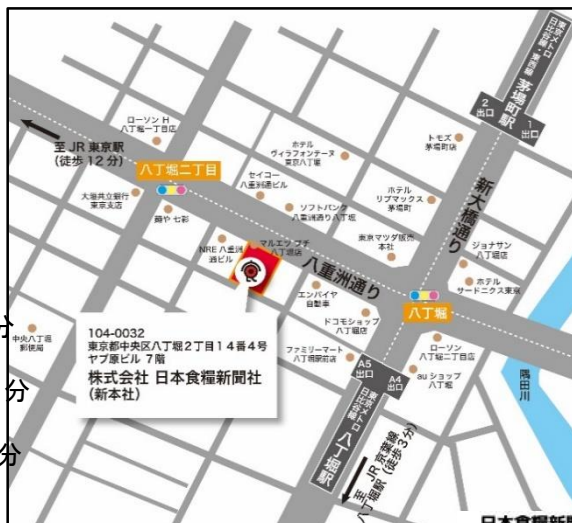 東京メトロ
日比谷線・東西線
茅場町駅
2
出口
1
出口
ローソン H
八丁堀一丁目店
至 JR 東京駅
(徒歩 12 分)
八丁堀二丁目
ホテル
ヴィラフォンテーヌ
東京八丁堀
トモズ
茅場町店
セイコー
八重洲通ビル
ソフトバンク
八重洲通り八丁堀
ホテル
リブマックス
茅場町
新大橋通り
大垣共立銀行
東京支店
麺や 七彩
NRE 八重洲
通ビル
マルエツ プチ
八丁堀店
八重洲通り
東京マツダ販売
本社
ジョナサン
八丁堀店
ホテル
サードニクス東京
エンパイヤ
自動車
八丁堀
ドコモショップ
八丁堀店
分
104-0032
東京都中央区八丁堀2丁目14番4号
ヤブ原ビル 7階
株式会社 日本食糧新聞社
(新本社)
中央八丁堀
郵便局
ファミリーマート
八丁堀駅前店
ローソン
八丁堀二丁目店
A5
出口
A4
出口
au ショップ
八丁堀
隅田川
分
東京メトロ
日比谷線
八丁堀駅
至 JR 京葉線
八丁堀駅(徒歩3分)
分
日本食糧新